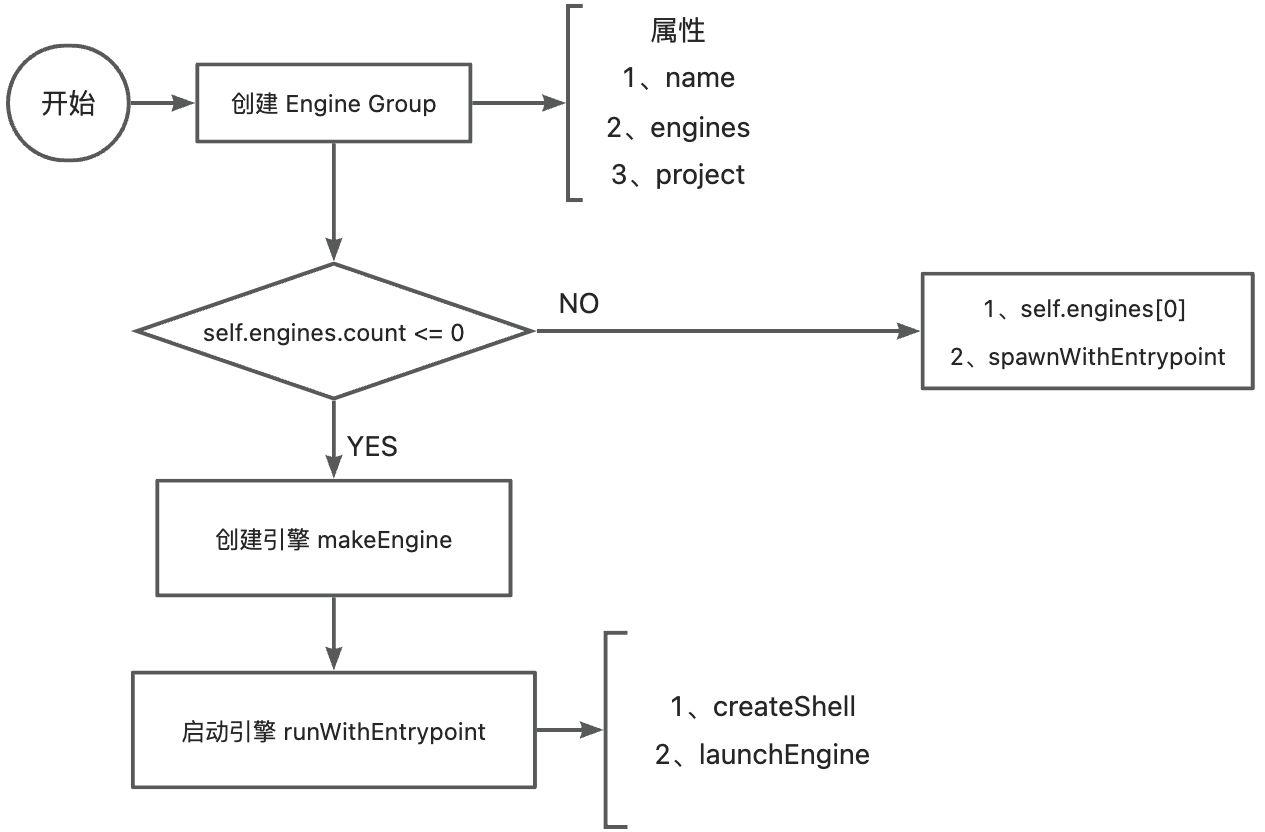 开始
创建 Engine Group
属性
1、name
2、engines
3、project
self.engines.count <= 0
NO
1、self.engines[0]
2、spawnWithEntrypoint
YES
创建引擎 makeEngine
启动引擎 runWithEntrypoint
1、createShell
2、launchEngine